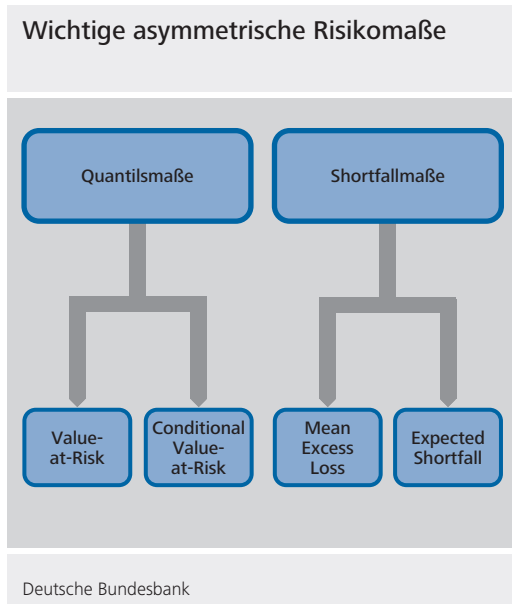 Wichtige asymmetrische Risikomaße
Quantilsmaße
Shortfallmaße
Value-
at-Risk
Conditional
Value-
at-Risk
Mean
Excess
Loss
Expected
Shortfall
Deutsche Bundesbank